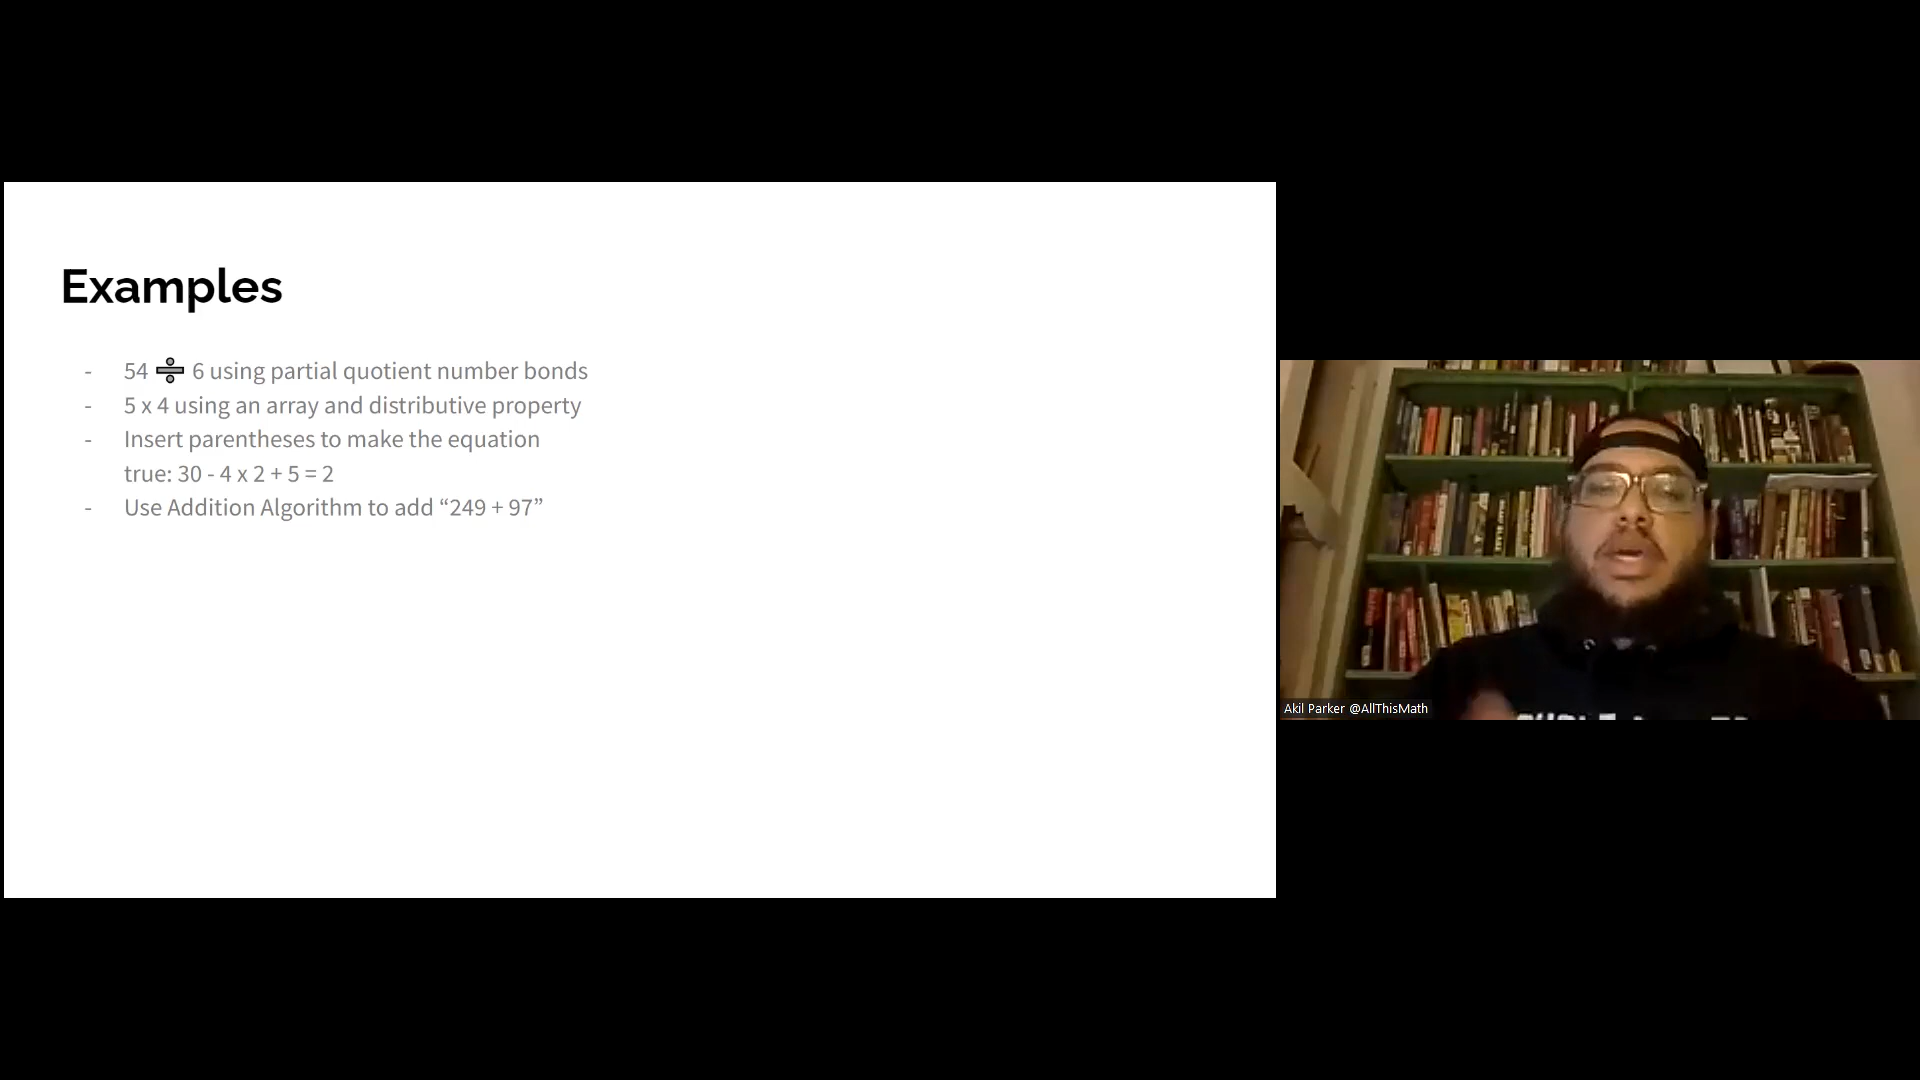 Examples
- 54 ➗ 6 using partial quotient number bonds
- 5 x 4 using an array and distributive property
- Insert parentheses to make the equation
true: 30 - 4 x 2 + 5 = 2
- Use Addition Algorithm to add “249 + 97”
Akil Parker @AllThisMath